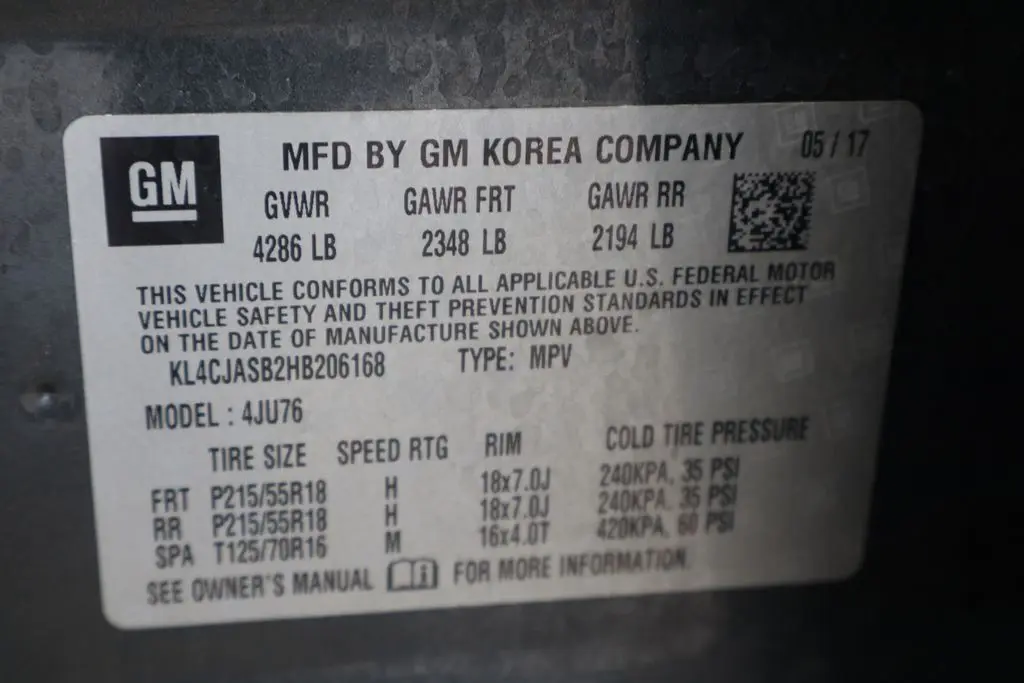 GM
MFD BY GM KOREA COMPANY 05 / 17
GVWR GAWR FRT GAWR RR
4286 LB 2348 LB 2194 LB
THIS VEHICLE CONFORMS TO ALL APPLICABLE U.S. FEDERAL MOTOR
VEHICLE SAFETY AND THEFT PREVENTION STANDARDS IN EFFECT
ON THE DATE OF MANUFACTURE SHOWN ABOVE.
KL4CJASB2HB206168 TYPE: MPV
MODEL : 4JU76
TIRE SIZE SPEED RTG RIM COLD TIRE PRESSURE
FRT P215/55R18 H 18x7.0J 240KPA, 35 PSI
RR P215/55R18 H 18x7.0J 240KPA, 35 PSI
SPA T125/70R16 M 16x4.0T 420KPA, 60 PSI
SEE OWNER'S MANUAL FOR MORE INFORMATION.